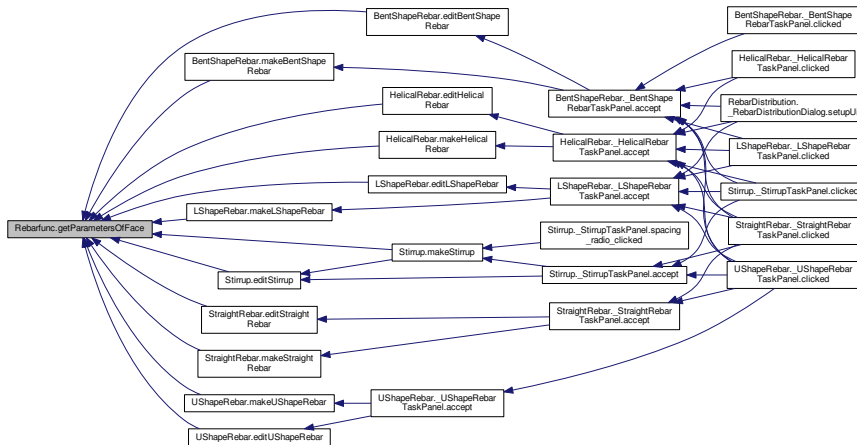 BentShapeRebar._BentShape
RebarTaskPanel.clicked
BentShapeRebar.editBentShape
Rebar
HelicalRebar._HelicalRebar
TaskPanel.clicked
BentShapeRebar.makeBentShape
Rebar
HelicalRebar.editHelical
Rebar
BentShapeRebar._BentShape
RebarTaskPanel.accept
RebarDistribution.
_RebarDistributionDialog.setupUi
HelicalRebar.makeHelical
Rebar
HelicalRebar._HelicalRebar
TaskPanel.accept
LShapeRebar._LShapeRebar
TaskPanel.clicked
LShapeRebar.editLShapeRebar
LShapeRebar._LShapeRebar
TaskPanel.accept
Stirrup._StirrupTaskPanel.clicked
LShapeRebar.makeLShapeRebar
Rebarfunc.getParametersOfFace
StraightRebar._StraightRebar
TaskPanel.clicked
Stirrup._StirrupTaskPanel.spacing
_radio_clicked
Stirrup.makeStirrup
Stirrup.editStirrup
Stirrup._StirrupTaskPanel.accept
UShapeRebar._UShapeRebar
TaskPanel.clicked
StraightRebar.editStraight
Rebar
StraightRebar._StraightRebar
TaskPanel.accept
StraightRebar.makeStraight
Rebar
UShapeRebar.makeUShapeRebar
UShapeRebar._UShapeRebar
TaskPanel.accept
UShapeRebar.editUShapeRebar